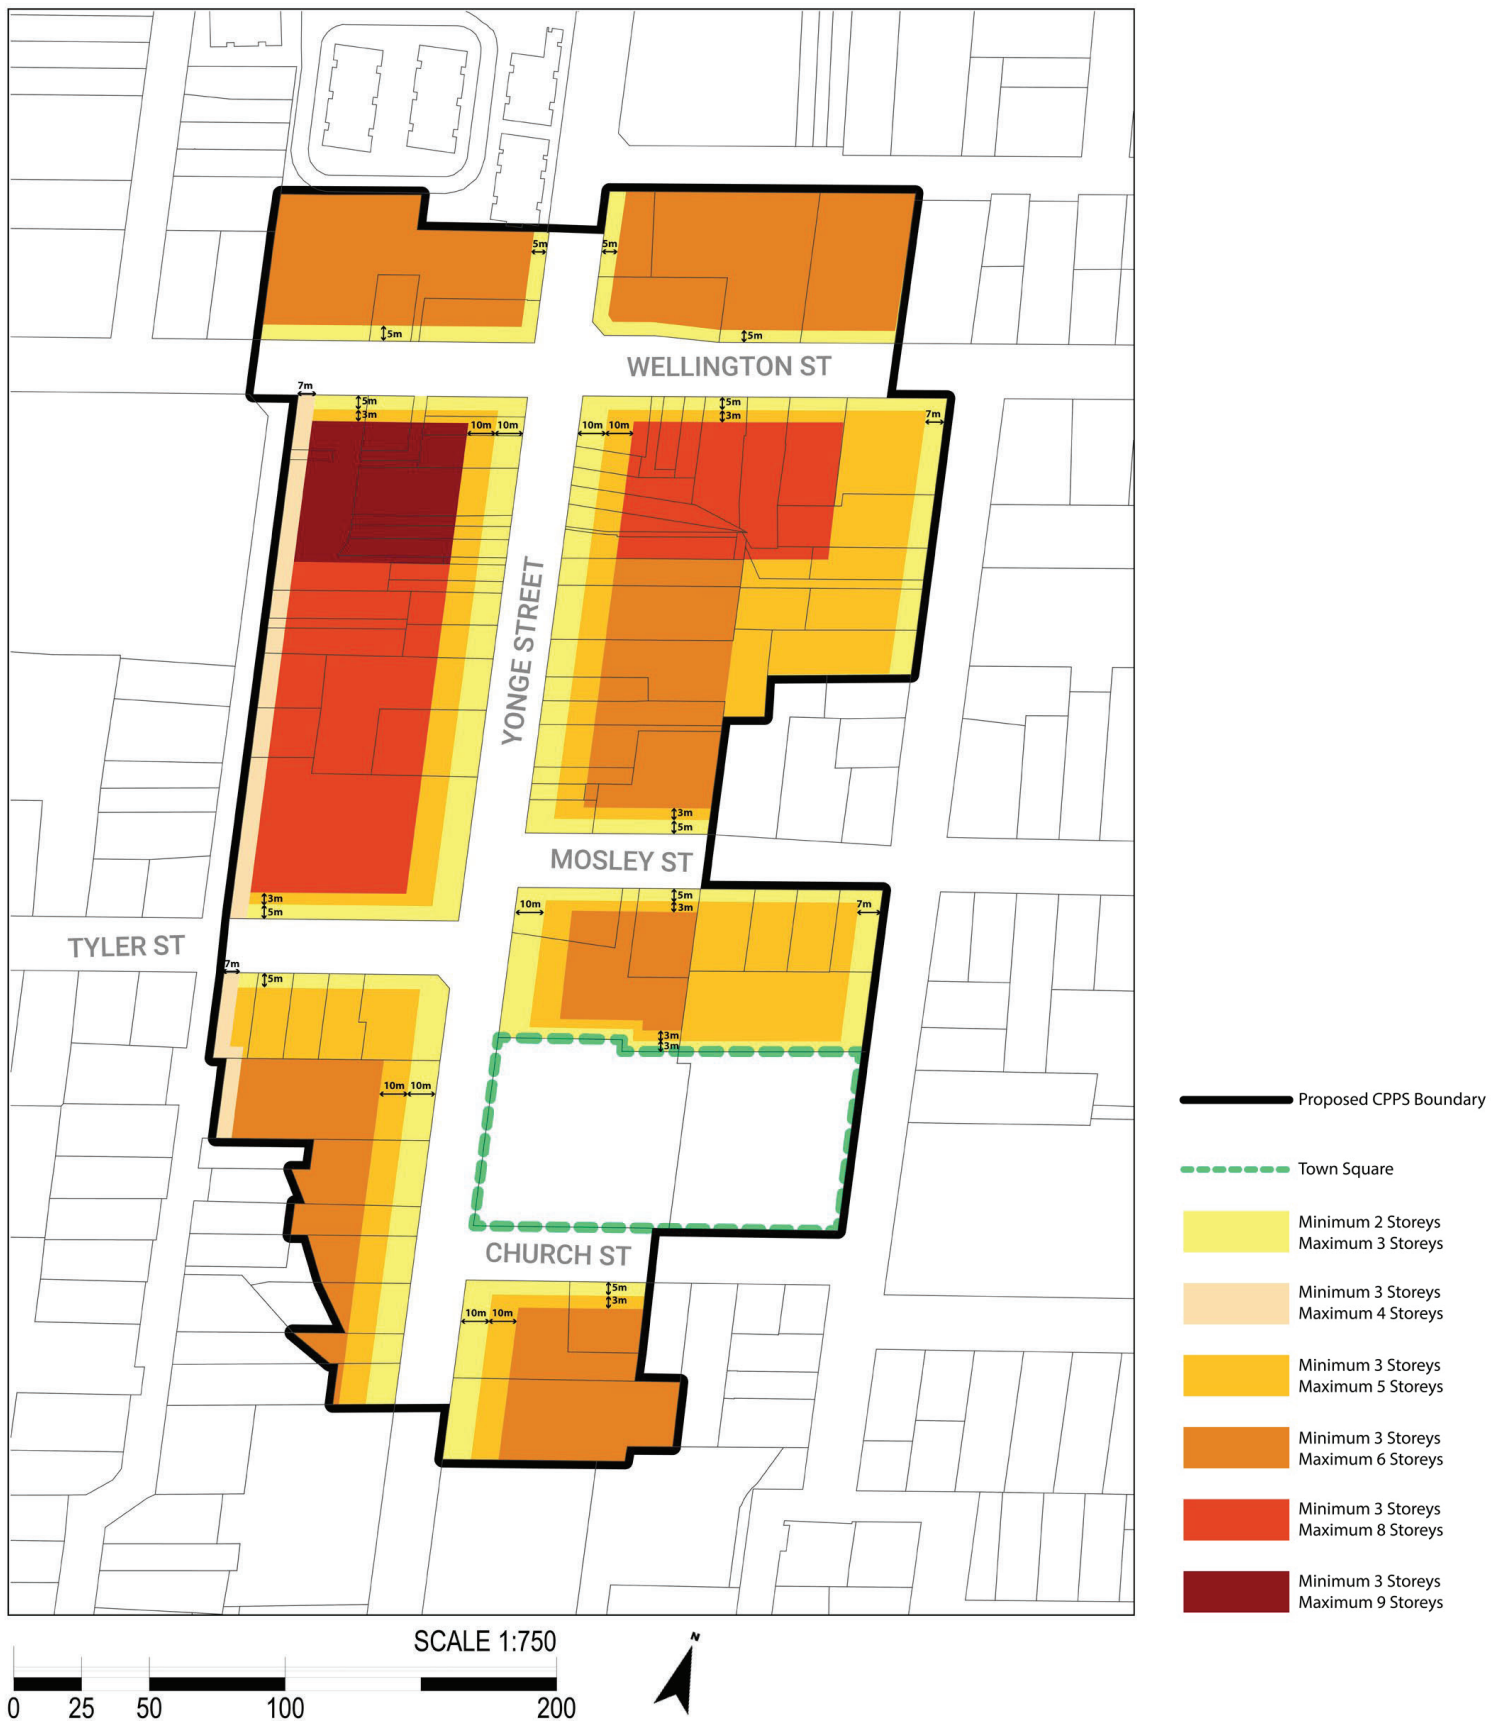 5m
5m
5m
5m
WELLINGTON ST
7m
5m
3m
10m
10m
10m
10m
5m
3m
7m
YONGE STREET
3m
5m
MOSLEY ST
3m
5m
10m
5m
3m
7m
TYLER ST
7m
5m
3m
3m
10m
10m
CHURCH ST
5m
3m
10m
10m
Proposed CPPS Boundary
Town Square
Minimum 2 Storeys
Maximum 3 Storeys
Minimum 3 Storeys
Maximum 4 Storeys
Minimum 3 Storeys
Maximum 5 Storeys
Minimum 3 Storeys
Maximum 6 Storeys
Minimum 3 Storeys
Maximum 8 Storeys
Minimum 3 Storeys
Maximum 9 Storeys
SCALE 1:750
N
0 25 50 100 200